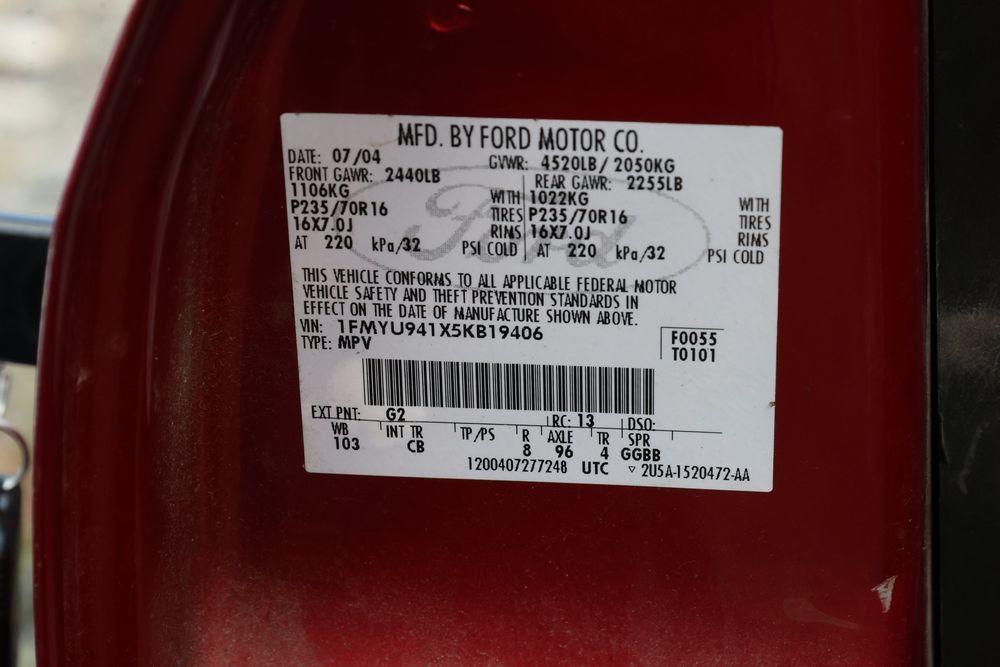 MFD. BY FORD MOTOR CO.
DATE: 07/04 GVWR: 4520LB/ 2050KG
FRONT GAWR: 2440LB REAR GAWR: 2255LB
1106KG WITH 1022KG WITH
P235/70R16 TIRES P235/70R16 TIRES
16X7.0J RIMS 16X7.0J RIMS
AT 220 kPa/32 PSI COLD AT 220 kPa/32 PSI COLD
Ford
THIS VEHICLE CONFORMS TO ALL APPLICABLE FEDERAL MOTOR
VEHICLE SAFETY AND THEFT PREVENTION STANDARDS IN
EFFECT ON THE DATE OF MANUFACTURE SHOWN ABOVE.
VIN: 1FMYU941X5KB19406 F0055
TYPE: MPV T0101
EXT PNT: G2 RC: 13 DSO:
WB INT TR TP/PS R AXLE TR SPR
103 CB 8 96 4 GGBB
1200407277248 UTC ▽ 2U5A-1520472-AA